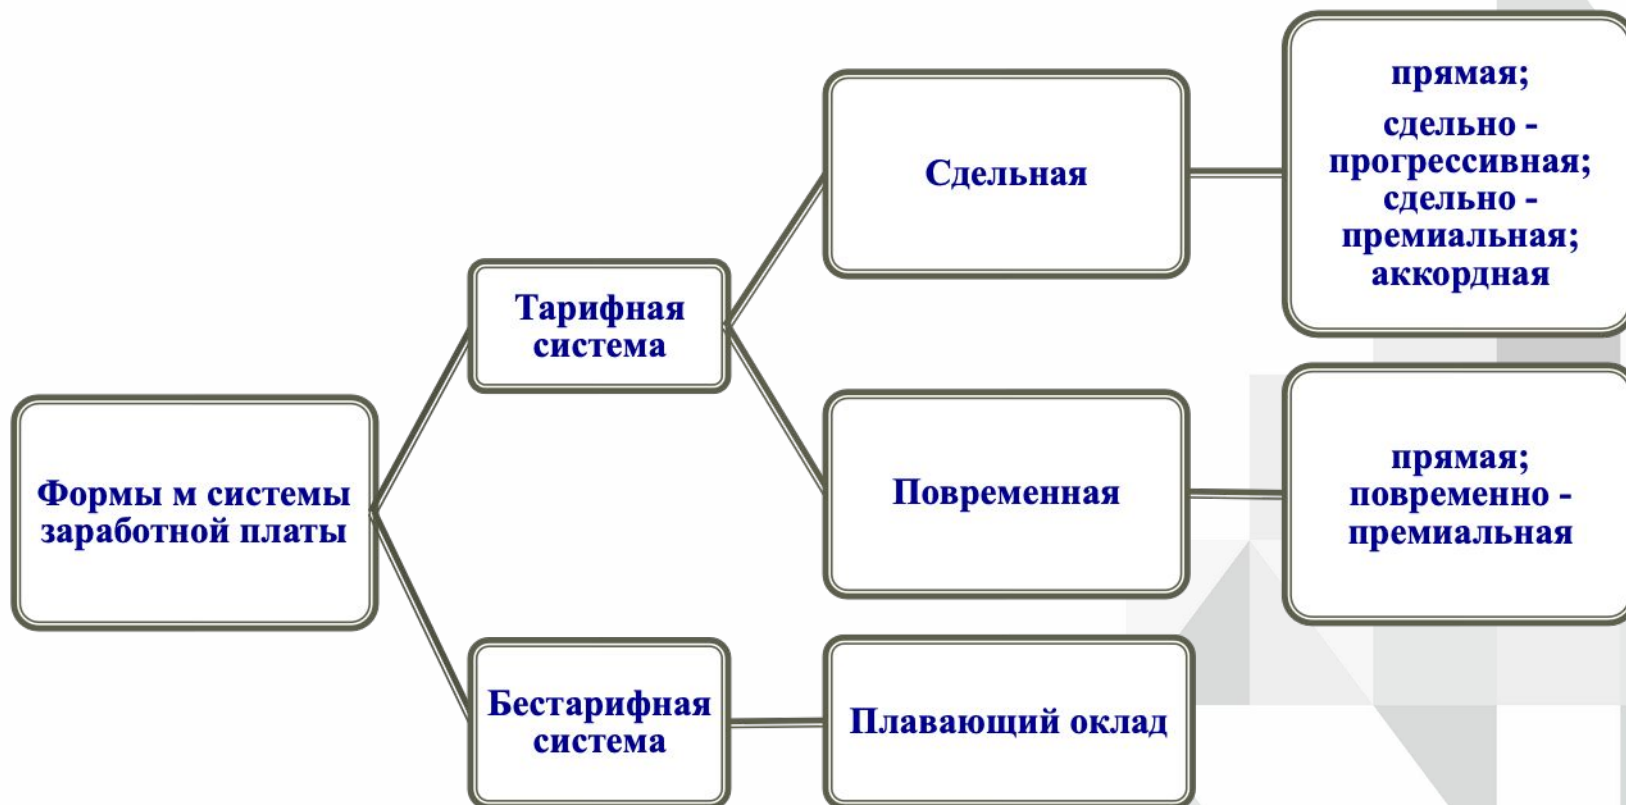 Формы м системы
заработной платы
Тарифная
система
Бестарифная
система
Сдельная
Повременная
Плавающий оклад
прямая;
сдельно -
прогрессивная;
сдельно -
премиальная;
аккордная
прямая;
повременно -
премиальная